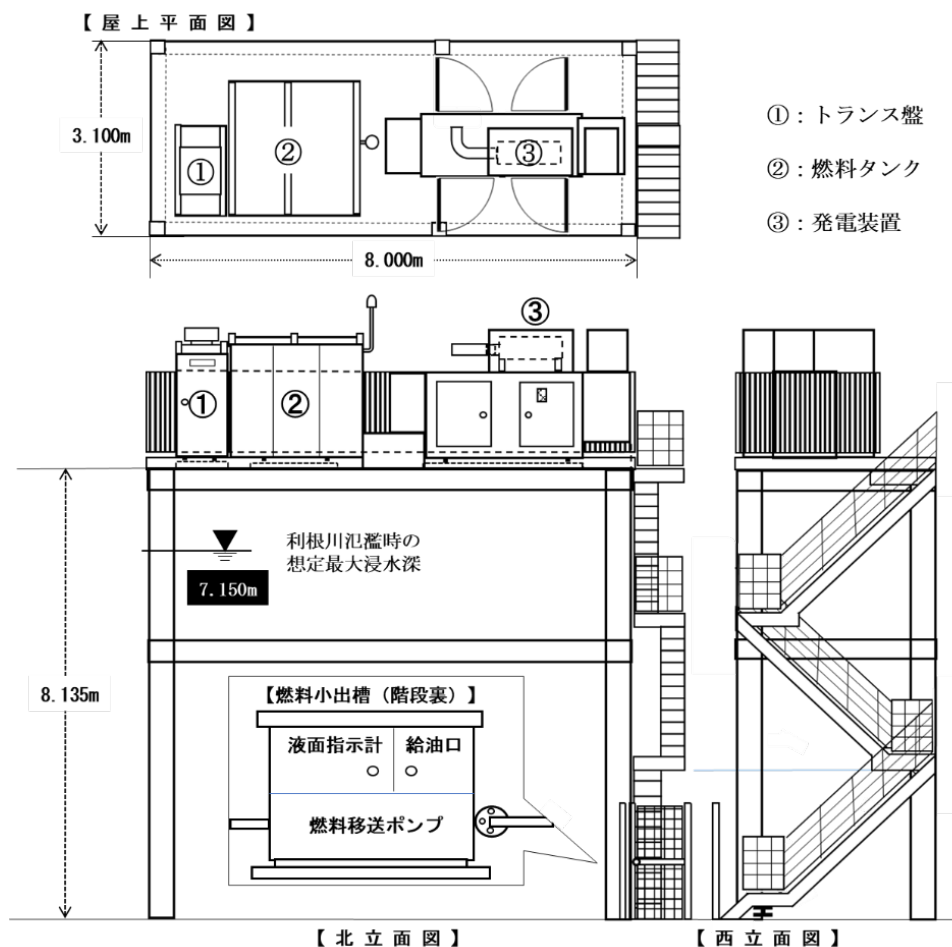 【屋上平面図】
3.100m
①
②
③
8.000m
①：トランス盤
②：燃料タンク
③：発電装置
③
①
②
利根川氾濫時の
想定最大浸水深
7.150m
8.135m
【燃料小出槽（階段裏）】
液面指示計
給油口
燃料移送ポンプ
【北立面図】
【西立面図】